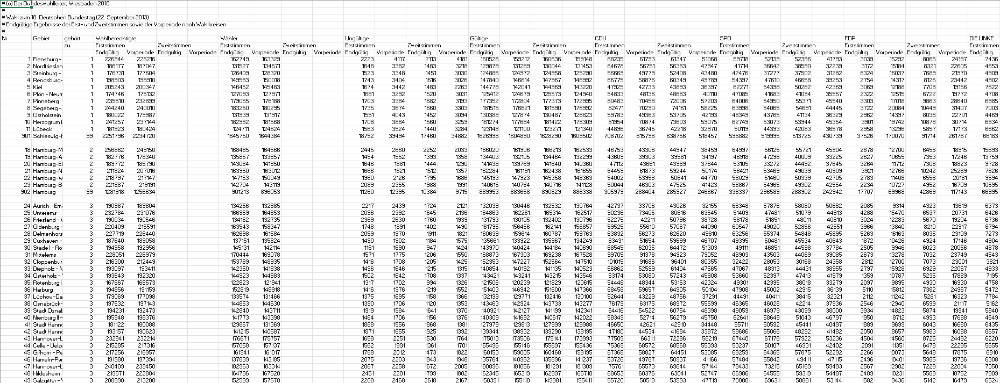 # (c) Der Bundeswahlleiter, Wiesbaden 2016
#
# Wahl zum 18. Deutschen Bundestag (22. September 2013)
# Endgültige Ergebnisse der Erst- und Zweitstimmen sowie der Vorperiode nach Wahlkreisen
#
Nr Gebiet gehört Wahlberechtigte Wähler Ungültige Gültige CDU SPD FDP DIE LINKE
zu Erststimmen Zweitstimmen Erststimmen Zweitstimmen Erststimmen Zweitstimmen Erststimmen Zweitstimmen Erststimmen Zweitstimmen Erststimmen Zweitstimmen Erststimmen Zweitstimmen Erststimmen
Endgültig Vorperiode Endgültig Vorperiode Endgültig Vorperiode Endgültig Vorperiode Endgültig Vorperiode Endgültig Vorperiode Endgültig Vorperiode Endgültig Vorperiode Endgültig Vorperiode Endgültig Vorperiode Endgültig Vorperiode Endgültig Vorperiode Endgültig Vorperiode Endgültig Vorperiode Endgültig
1 Flensburg - 1 226944 225216 162749 163329 2223 4117 2113 4181 160526 159212 160636 159148 68235 61793 61347 51068 59718 52139 52396 41793 3039 15292 8065 24187 7436
2 Nordfrieslan 1 186177 187047 131527 134671 1648 3382 1483 3218 129879 131289 130044 131453 64678 56751 56383 47947 41714 36642 38590 32239 3172 15184 8321 22605 4653
3 Steinburg - 1 176731 177604 126409 128320 1523 3348 1451 3030 124886 124972 124958 125290 56669 49779 52408 43480 42476 37277 37502 31282 6324 16037 7689 21970 4909
4 Rendsburg- 1 198903 198910 149583 150018 1743 3404 1616 3026 147840 146614 147967 146992 66775 58876 60349 49789 54397 47610 46658 39253 2754 14317 8126 23442 4902
5 Kiel 1 205243 200347 146452 145483 1674 3442 1483 2263 144778 142041 144969 143220 47925 42733 43893 36397 62271 54398 50262 42369 3069 12188 7708 19156 7622
6 Plön - Neum 1 174746 175132 127093 127971 1681 3292 1520 3031 125412 124679 125573 124940 54833 48136 48683 40110 47085 41683 41094 35557 2322 12515 6722 19772 4708
7 Pinneberg 1 235610 232899 179055 176188 1703 3384 1682 3193 177352 172804 177373 172995 80483 70458 72006 57203 64006 54950 55371 45540 3303 17018 9863 28640 6985
8 Segeberg - 1 244240 240010 183250 180295 1735 3674 1660 3303 181515 176621 181590 176992 82471 70290 74161 58225 63998 54065 54691 44445 3722 20084 10449 31407 7003
9 Ostholstein 1 180022 179987 131939 131917 1551 4043 1452 3094 130388 127874 130487 128823 59783 49363 53705 42193 48349 43765 41134 36329 2962 14397 8036 22701 4469
10 Herzogtum L 1 241257 237144 182982 181568 1708 3884 1560 3259 181274 177684 181422 178309 81954 70874 73603 59075 62749 53073 53944 45354 3901 19742 10878 30714 6834
11 Lübeck 1 181923 180424 124711 124624 1563 3524 1440 3284 123148 121100 123271 121340 44896 36745 42218 32970 50119 44393 42083 36578 2958 13296 5857 17173 6662
901 Schleswig-H 99 2251796 2234720 1645750 1644384 18752 39494 17460 34882 1626998 1604890 1628290 1609502 708702 615798 638756 518457 596882 519995 513725 430739 37526 170070 91714 261767 66183
18 Hamburg-M 2 256862 249150 168465 164566 2445 2660 2252 2033 166020 161906 166213 162533 46753 43306 44947 38459 64997 56125 55721 45904 2878 12700 6458 18915 15693
19 Hamburg-A 2 182776 178340 135857 133657 1454 1552 1393 1358 134403 132105 134464 132299 43609 39303 39581 34197 46918 47298 40009 33225 2627 10655 7353 17246 13759
20 Hamburg-Ei 2 189772 185790 143084 141650 1646 1881 1444 1290 141438 139769 141640 140360 47112 43661 43989 37644 53105 33272 44492 37645 3264 11712 7308 18823 9728
21 Hamburg-N 2 211824 207016 163950 163012 1666 1821 1512 1357 162284 161191 162438 161655 64459 61873 59244 50174 56421 53469 49039 40909 3921 12766 10242 25269 7626
22 Hamburg-W 2 218797 217147 147153 150049 1960 2126 1795 1686 145193 147923 145358 148363 54002 53958 50641 44770 58029 51460 50339 42705 2783 11408 6556 20181 9594
23 Hamburg-B 2 221887 219191 142704 143119 2089 2355 1988 1991 140615 140764 140716 141128 50044 46303 47525 41423 56867 54965 49302 42554 2234 10727 4952 16709 10595
902 Hamburg 99 1281918 1256634 901213 896053 11260 12395 10384 9715 889953 883658 890829 886338 305979 288404 285927 246667 336337 296589 288902 242942 17707 69968 42869 117143 66995
24 Aurich - Em 3 190987 189804 134256 132885 2217 2439 1724 2121 132039 130446 132532 130764 42737 33706 43026 32155 66348 57876 58080 50682 2085 9314 4323 13619 6373
25 Unterems 3 232784 231076 166959 164653 2096 2392 1645 2136 164863 162261 165314 162517 90236 73405 80616 63545 51409 47481 51079 44913 4288 15470 6537 20731 6426
26 Friesland - V 3 190034 190546 134162 132735 2369 2630 1760 1939 131793 130105 132402 130796 52275 42211 50796 38728 58178 51851 48011 40610 3024 12283 5670 19204 6736
27 Oldenburg - 3 220409 215591 163543 158347 1748 1891 1402 1490 161795 156456 162141 156857 59525 55610 57067 44090 60547 49020 52856 42551 3966 13840 8210 22917 8794
28 Delmenhors 3 227719 226440 162698 161584 2059 1970 1911 1821 160639 159614 160787 159763 63832 56273 62620 49810 63256 55374 54848 45895 5263 16163 8035 23109 7273
29 Cuxhaven - 3 187640 189058 137151 135824 1490 1902 1184 1575 135661 133922 135967 134249 63431 51654 59699 46707 49395 50481 45534 40643 1872 10426 4924 17146 4904
30 Stade I - Ro 3 194958 192956 145131 142114 1161 1690 947 1424 143970 140424 144184 140690 68545 62035 64472 51303 49111 46851 44598 37784 2505 9946 6023 20056 4878
31 Mittelems 3 228051 226979 170444 169078 1571 1775 1206 1550 168873 167303 169238 167528 99705 91378 94923 79052 48903 43503 44069 39085 2706 13278 7032 23749 4543
32 Cloppenbur 3 216300 212449 153769 148935 1416 1708 1205 1425 152353 147227 152564 147510 101015 91686 96401 80355 32422 28053 30168 24358 2812 12700 7073 23001 3821
33 Diepholz - N 3 193097 193411 142350 141838 1496 1646 1215 1315 140854 140192 141135 140523 66862 52599 61404 47565 47067 48313 44431 38955 2797 15928 6929 22067 4933
34 Osterholz - 3 193643 192320 144923 144883 1502 1642 1708 1337 143421 143241 143215 143546 63174 53080 57243 45908 53660 52397 47417 41979 1359 10787 5235 17889 7195
35 Rotenburg I 3 167867 168573 122823 121941 1317 1702 994 1326 121506 120239 121829 120615 54448 48344 53163 42324 49301 42395 38018 33279 2097 9895 4930 16930 4758
36 Harburg 3 194856 191159 152819 148918 1416 1976 1219 1552 151403 146942 151600 147366 68458 59657 64905 50104 47908 45002 42915 36139 5110 15812 7382 24967 5472
37 Lüchow-Da 3 179069 177098 133574 131466 1375 1695 1158 1366 132199 129771 132416 130100 52644 43229 48756 37291 44491 40411 38415 32321 2112 11242 5281 16323 7784
38 Osnabrück- 3 197532 197143 144853 144630 1390 1706 1120 1353 143463 142924 143733 143277 76179 63175 68972 55599 46365 46028 42214 37936 2546 12940 6599 21117 5162
39 Stadt Osnab 3 194231 192473 142840 143711 1919 1584 1641 1370 140921 142127 141199 142341 64416 54522 60754 48398 49059 46979 43099 38000 3934 14823 5874 19941 5840
40 Nienburg II - 3 195948 198376 141773 143398 1464 1706 1156 1376 140309 141692 140617 142022 58349 52714 56279 45750 62641 58649 51043 46797 1950 8712 4993 17698 4649
41 Stadt Hanno 3 181122 180088 129867 131369 1888 1556 1868 1381 127979 129813 127999 129988 46650 42621 42910 34448 55711 50592 45441 40497 1889 9699 6043 16680 6435
42 Stadt Hanno 3 193157 190623 141215 140587 1871 1655 1925 1392 139344 138932 139290 139195 47180 44534 41684 33872 59686 55068 48292 41482 2050 8657 5983 16098 8657
43 Hannover-L 3 232941 232214 176671 175757 1658 2251 1530 1764 175013 173506 175141 173993 77509 66311 72286 58219 67440 67178 57922 53236 4504 14560 8725 24492 6220
44 Celle - Uelze 3 215285 217316 157058 157137 1562 1991 1361 1701 155496 155146 155697 155436 75369 68572 68568 55393 53237 50107 46931 42402 2091 11351 6478 22295 5655
45 Gifhorn - Pe 3 217256 216957 161941 161017 1788 2012 1473 1822 160153 159005 160468 159195 67368 58827 64451 53085 69259 64365 57875 52292 2266 10073 5648 17875 6810
46 Hameln-Pyr 3 191980 197394 137839 143185 2075 2203 1943 1948 135764 140982 135896 141237 53726 49787 50937 41166 57484 55842 49411 47115 2496 10401 5985 19736 6308
47 Hannover-L 3 240409 239450 182963 183314 2067 2258 1672 2005 180896 181056 181291 181309 75761 65573 69644 57144 78433 73215 65169 59493 2567 12982 7228 22004 7350
48 Hildesheim 3 219571 222804 164796 167520 2451 2201 1799 1802 162345 165319 162997 165718 68653 60376 63041 52747 66986 64555 59319 54487 2489 10231 5589 18752 7909
49 Salzgitter - V 3 208990 213208 152599 157578 2208 2468 2618 2167 150391 155110 149981 155411 55720 50519 53593 47719 70080 69631 58881 53144 1582 9436 5142 16479 6524